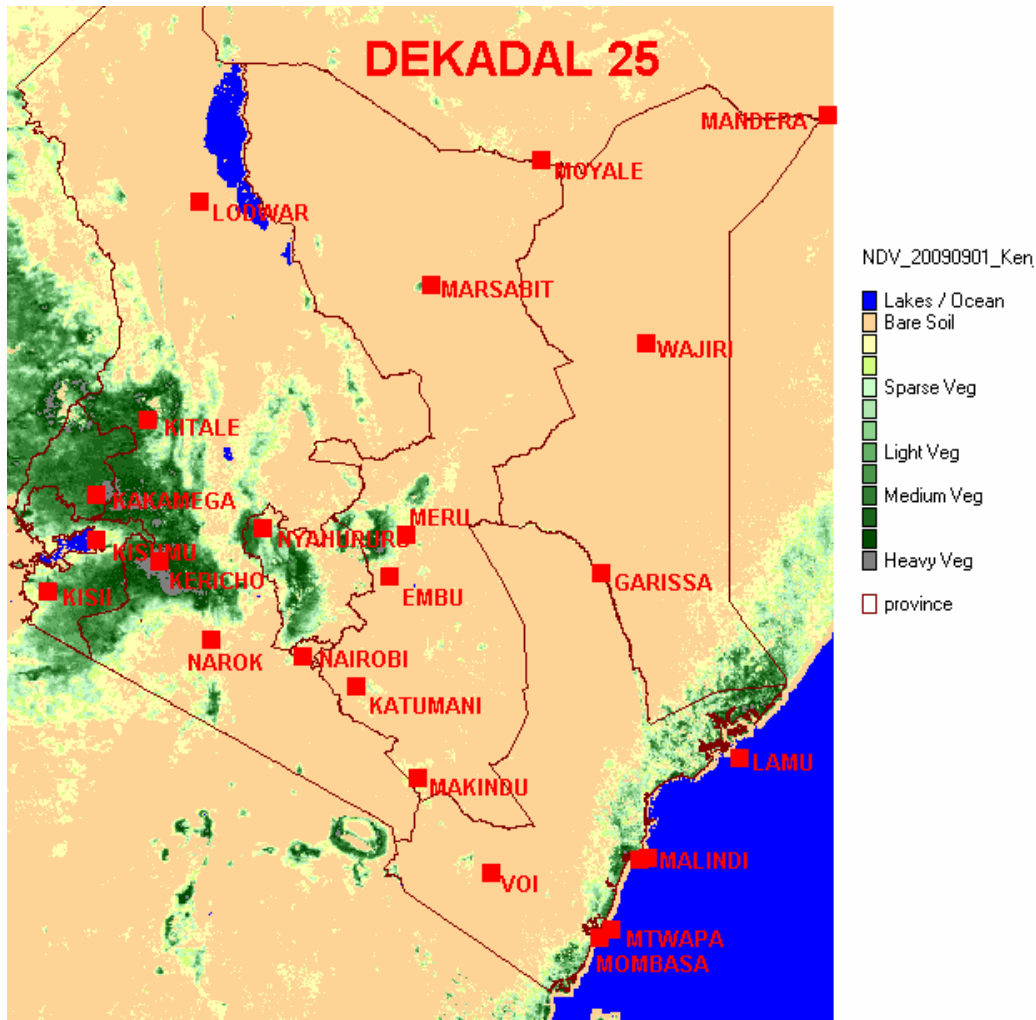 DEKADAL 25
MANDERA
MOYALE
LODWAR
MARSABIT
WAJIRI
KITALE
KAKAMEGA
MERU
NYAHURURU
KISUMU
KERICHO
GARISSA
EMBU
KISII
NAROK
NAIROBI
KATUMANI
LAMU
MAKINDU
MALINDI
VOI
MTWAPA
MOMBASA
NDV_20090901_Ken
Lakes / Ocean
Bare Soil
Sparse Veg
Light Veg
Medium Veg
Heavy Veg
province